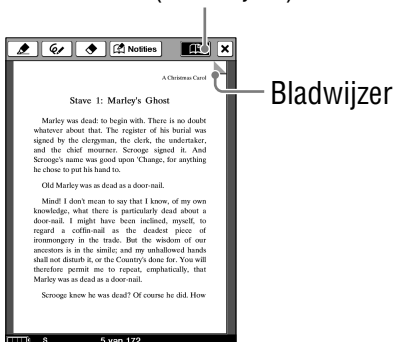 Notities
A Christmas Carol
Bladwijzer
Stave 1: Marley's Ghost
Marley was dead: to begin with. There is no doubt
whatever about that. The register of his burial was
signed by the clergyman, the clerk, the undertaker,
and the chief mourner. Scrooge signed it. And
Scrooge's name was good upon 'Change, for anything
he chose to put his hand to.
Old Marley was as dead as a door-nail.
Mind! I don't mean to say that I know, of my own
knowledge, what there is particularly dead about a
door-nail. I might have been inclined, myself, to
regard a coffin-nail as the deadest piece of
ironmongery in the trade. But the wisdom of our
ancestors is in the simile; and my unhallowed hands
shall not disturb it, or the Country's done for. You will
therefore permit me to repeat, emphatically, that
Marley was as dead as a door-nail.
Scrooge knew he was dead? Of course he did. How
S 5 van 172